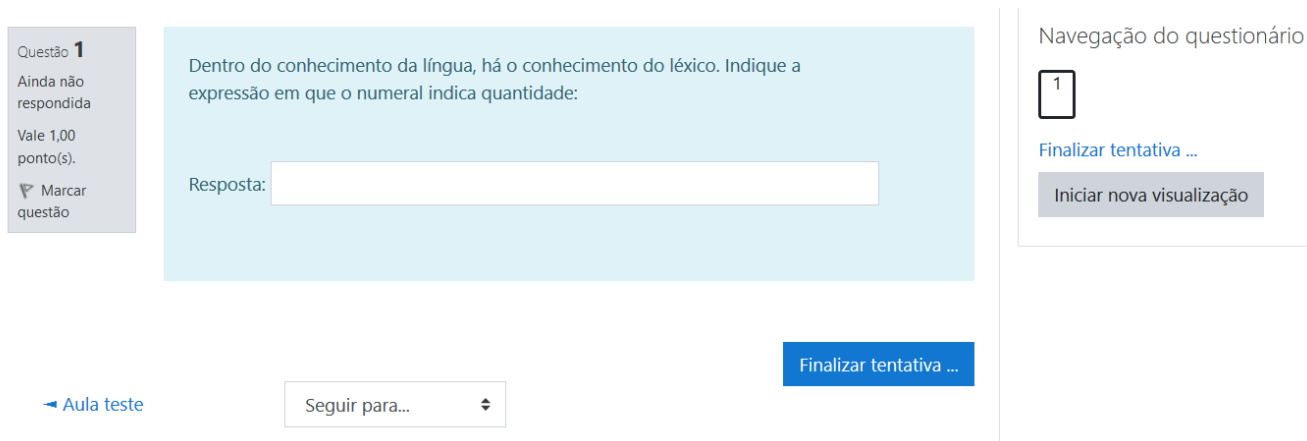 Questão 1
Ainda não
respondida
Vale 1,00
ponto(s).
Marcar
questão
Dentro do conhecimento da língua, há o conhecimento do léxico. Indique a
expressão em que o numeral indica quantidade:
Resposta:
Finalizar tentativa ...
◄ Aula teste
Seguir para...
Navegação do questionário
1
Finalizar tentativa ...
Iniciar nova visualização